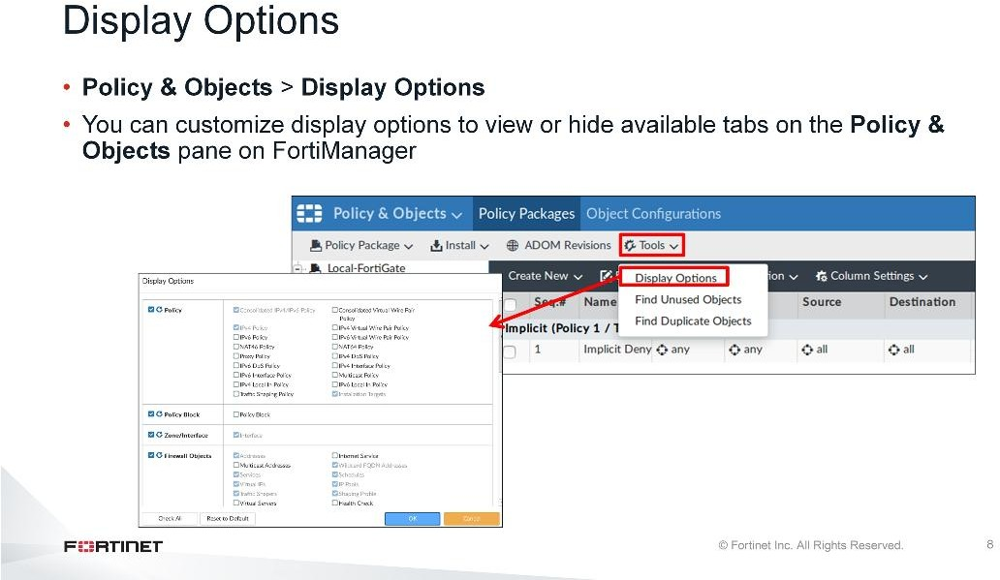 Display Options
• Policy & Objects > Display Options
• You can customize display options to view or hide available tabs on the Policy &
Objects pane on FortiManager
Policy & Objects Policy Packages Object Configurations
Policy Package Install ADOM Revisions Tools
Local-FortiGate
Create New Column Settings
Display Options
Find Unused Objects
Find Duplicate Objects
Seq.# Name Source Destination
Implicit (Policy 1 / T
1 Implicit Deny any any all all
Display Options
Policy
Consolidated IPv4/IPv6 Policy Consolidated Virtual Wire Pair
Policy
IPv4 Policy IPv4 Virtual Wire Pair Policy
IPv6 Policy IPv6 Virtual Wire Pair Policy
NAT46 Policy NAT64 Policy
Proxy Policy IPv4 DoS Policy
IPv6 DoS Policy IPv4 Interface Policy
IPv6 Interface Policy Multicast Policy
IPv4 Local In Policy IPv6 Local In Policy
Traffic Shaping Policy Installation Targets
Policy Block Policy Block
Zone/Interface Interface
Firewall Objects Addresses Internet Service
Multicast Addresses Wildcard FQDN Addresses
Services Schedules
Virtual IPs IP Pools
Traffic Shapers Shaping Profile
Virtual Servers Health Check
Check All Reset to Default OK Cancel
FORTINET
© Fortinet Inc. All Rights Reserved. 8